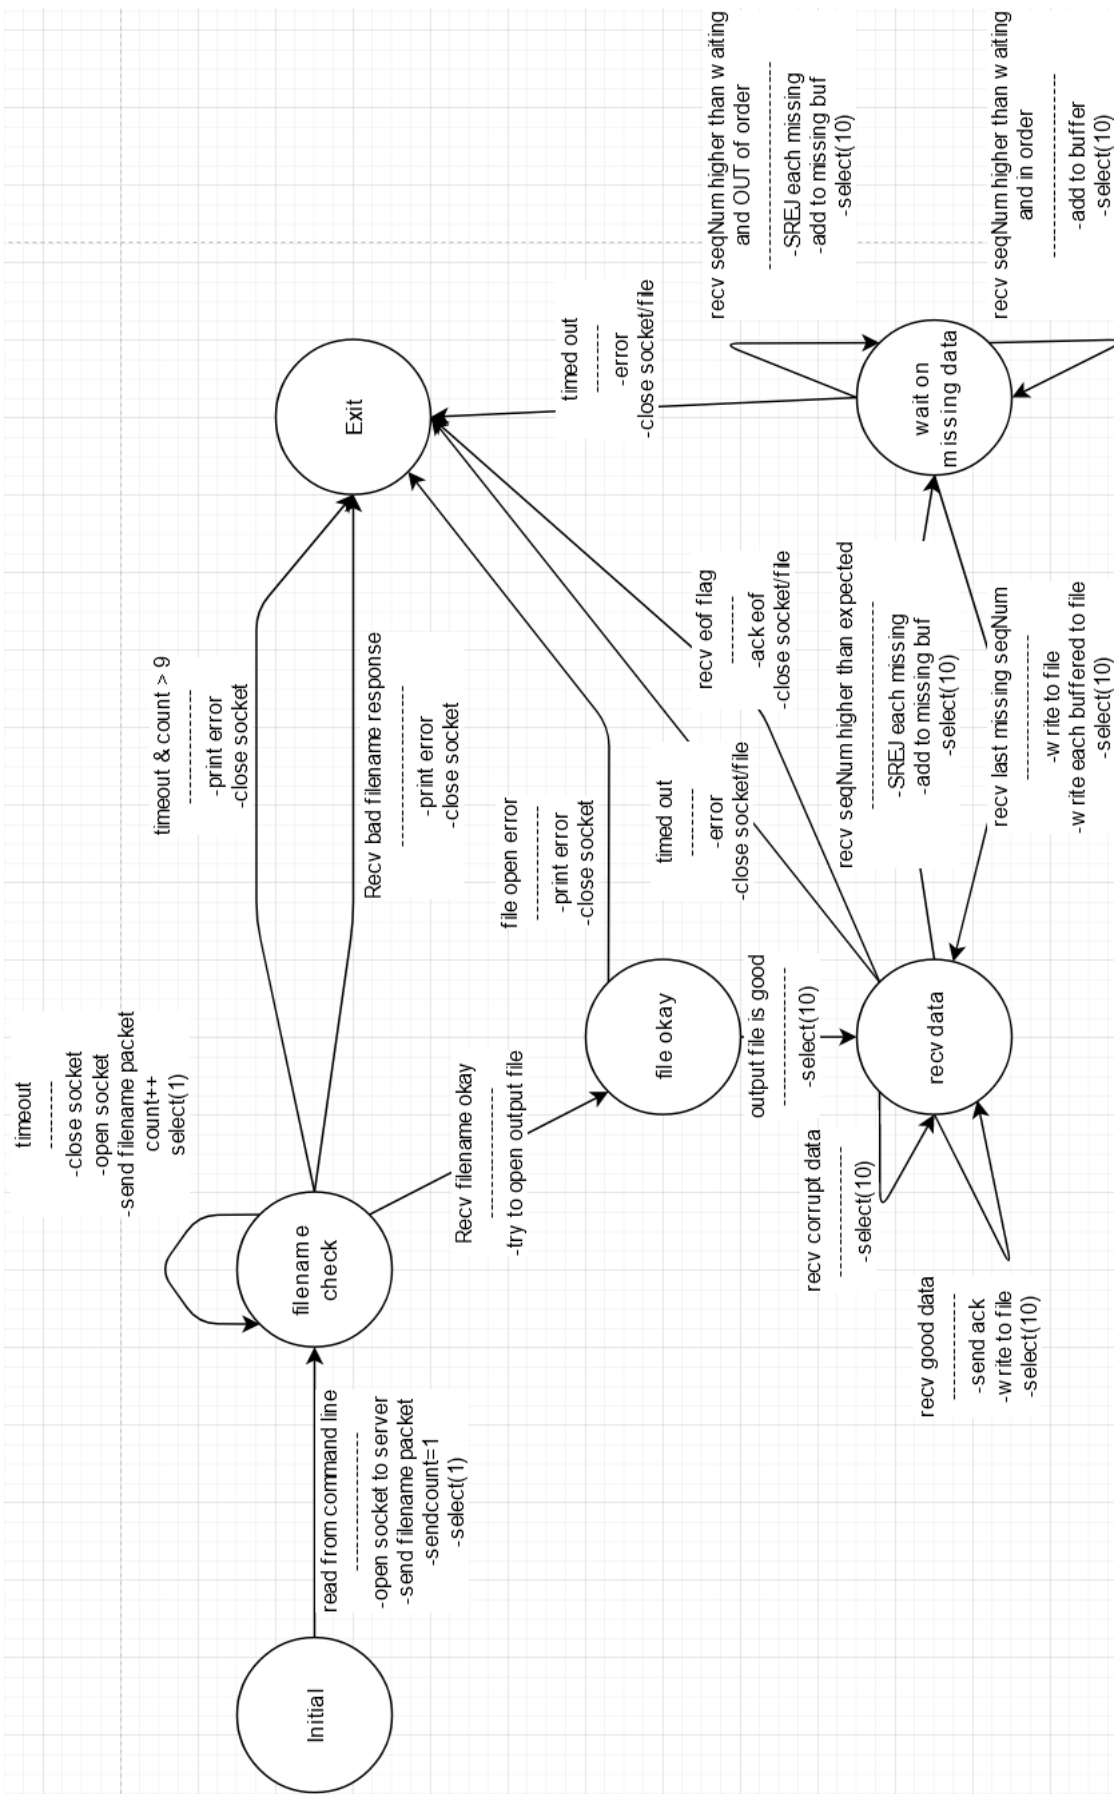 timeout
-----------
-close socket
-open socket
-send filename packet
count++
select(1)
timeout & count > 9
----------------
-print error
-close socket
Recv bad filename response
----------------------
-print error
-close socket
Initial
read from command line
----------------
-open socket to server
-send filename packet
-sendcount=1
-select(1)
filename
check
Exit
Recv filename okay
----------------
-try to open output file
file open error
----------------
-print error
-close socket
file okay
timed out
-----------
-error
-close socket/file
timed out
-----------
-error
-close socket/file
recv eof flag
-----------
-ack eof
-close socket/file
output file is good
----------------
-select(10)
recv corrupt data
----------------
-select(10)
recv data
recv good data
-----------
-send ack
-write to file
-select(10)
recv seqNum higher than expected
----------------------------
-SREJ each missing
-add to missing buf
-select(10)
recv last missing seqNum
----------------
-write to file
-write each buffered to file
-select(10)
wait on
missing data
recv seqNum higher than waiting
and OUT of order
----------------------------
-SREJ each missing
-add to missing buf
-select(10)
recv seqNum higher than waiting
and in order
-------------------------
-add to buffer
-select(10)